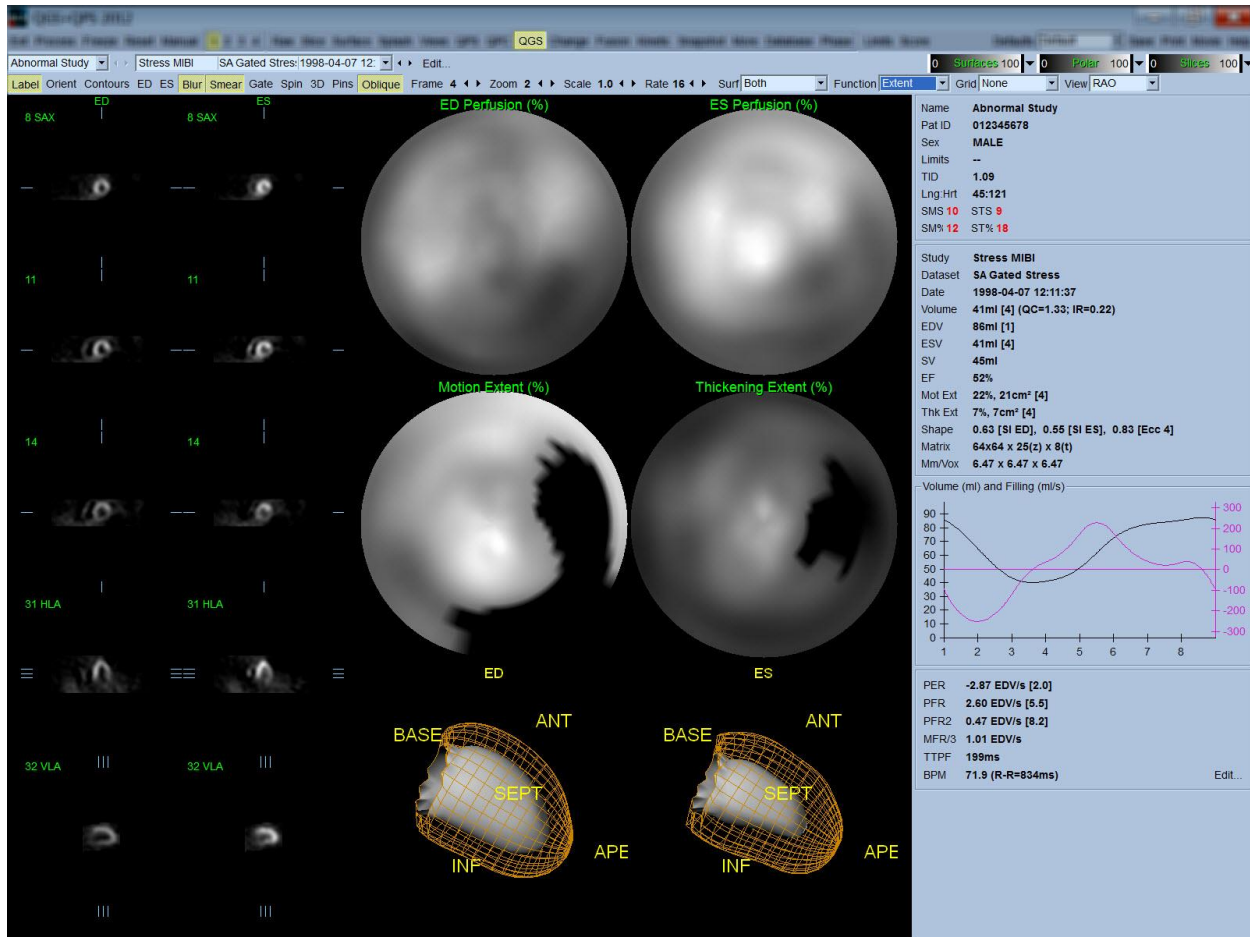 QGS
Abnormal Study Stress MIBI SA Gated Stres: 1998-04-07 12: Edit...
0 Surfaces 100 0 Polar 100 0 Slices 100
Label Orient Contours ED ES Blur Smear Gate Spin 3D Pins Oblique Frame 4 Zoom 2 Scale 1.0 Rate 16 Surf Both Function Extent Grid None View RAO
ED ES
8 SAX 8 SAX
11 11
14 14
31 HLA 31 HLA
32 VLA 32 VLA
ED Perfusion (%) ES Perfusion (%)
Motion Extent (%) Thickening Extent (%)
ED ES
BASE ANT SEPT INF APE
BASE ANT SEPT INF APE
Name Abnormal Study
Pat ID 012345678
Sex MALE
Limits --
TID 1.09
Lng:Hrt 45:121
SMS 10 STS 9
SM% 12 ST% 18
Study Stress MIBI
Dataset SA Gated Stress
Date 1998-04-07 12:11:37
Volume 41ml [4] (QC=1.33; IR=0.22)
EDV 86ml [1]
ESV 41ml [4]
SV 45ml
EF 52%
Mot Ext 22%, 21cm² [4]
Thk Ext 7%, 7cm² [4]
Shape 0.63 [SI ED], 0.55 [SI ES], 0.83 [Ecc 4]
Matrix 64x64 x 25(z) x 8(t)
Mm/Vox 6.47 x 6.47 x 6.47
Volume (ml) and Filling (ml/s)
90 300
80 200
70
60 100
50 0
40
30 -100
20 -200
10
0 -300
1 2 3 4 5 6 7 8
PER -2.87 EDV/s [2.0]
PFR 2.60 EDV/s [5.5]
PFR2 0.47 EDV/s [8.2]
MFR/3 1.01 EDV/s
TTPF 199ms
BPM 71.9 (R-R=834ms) Edit...